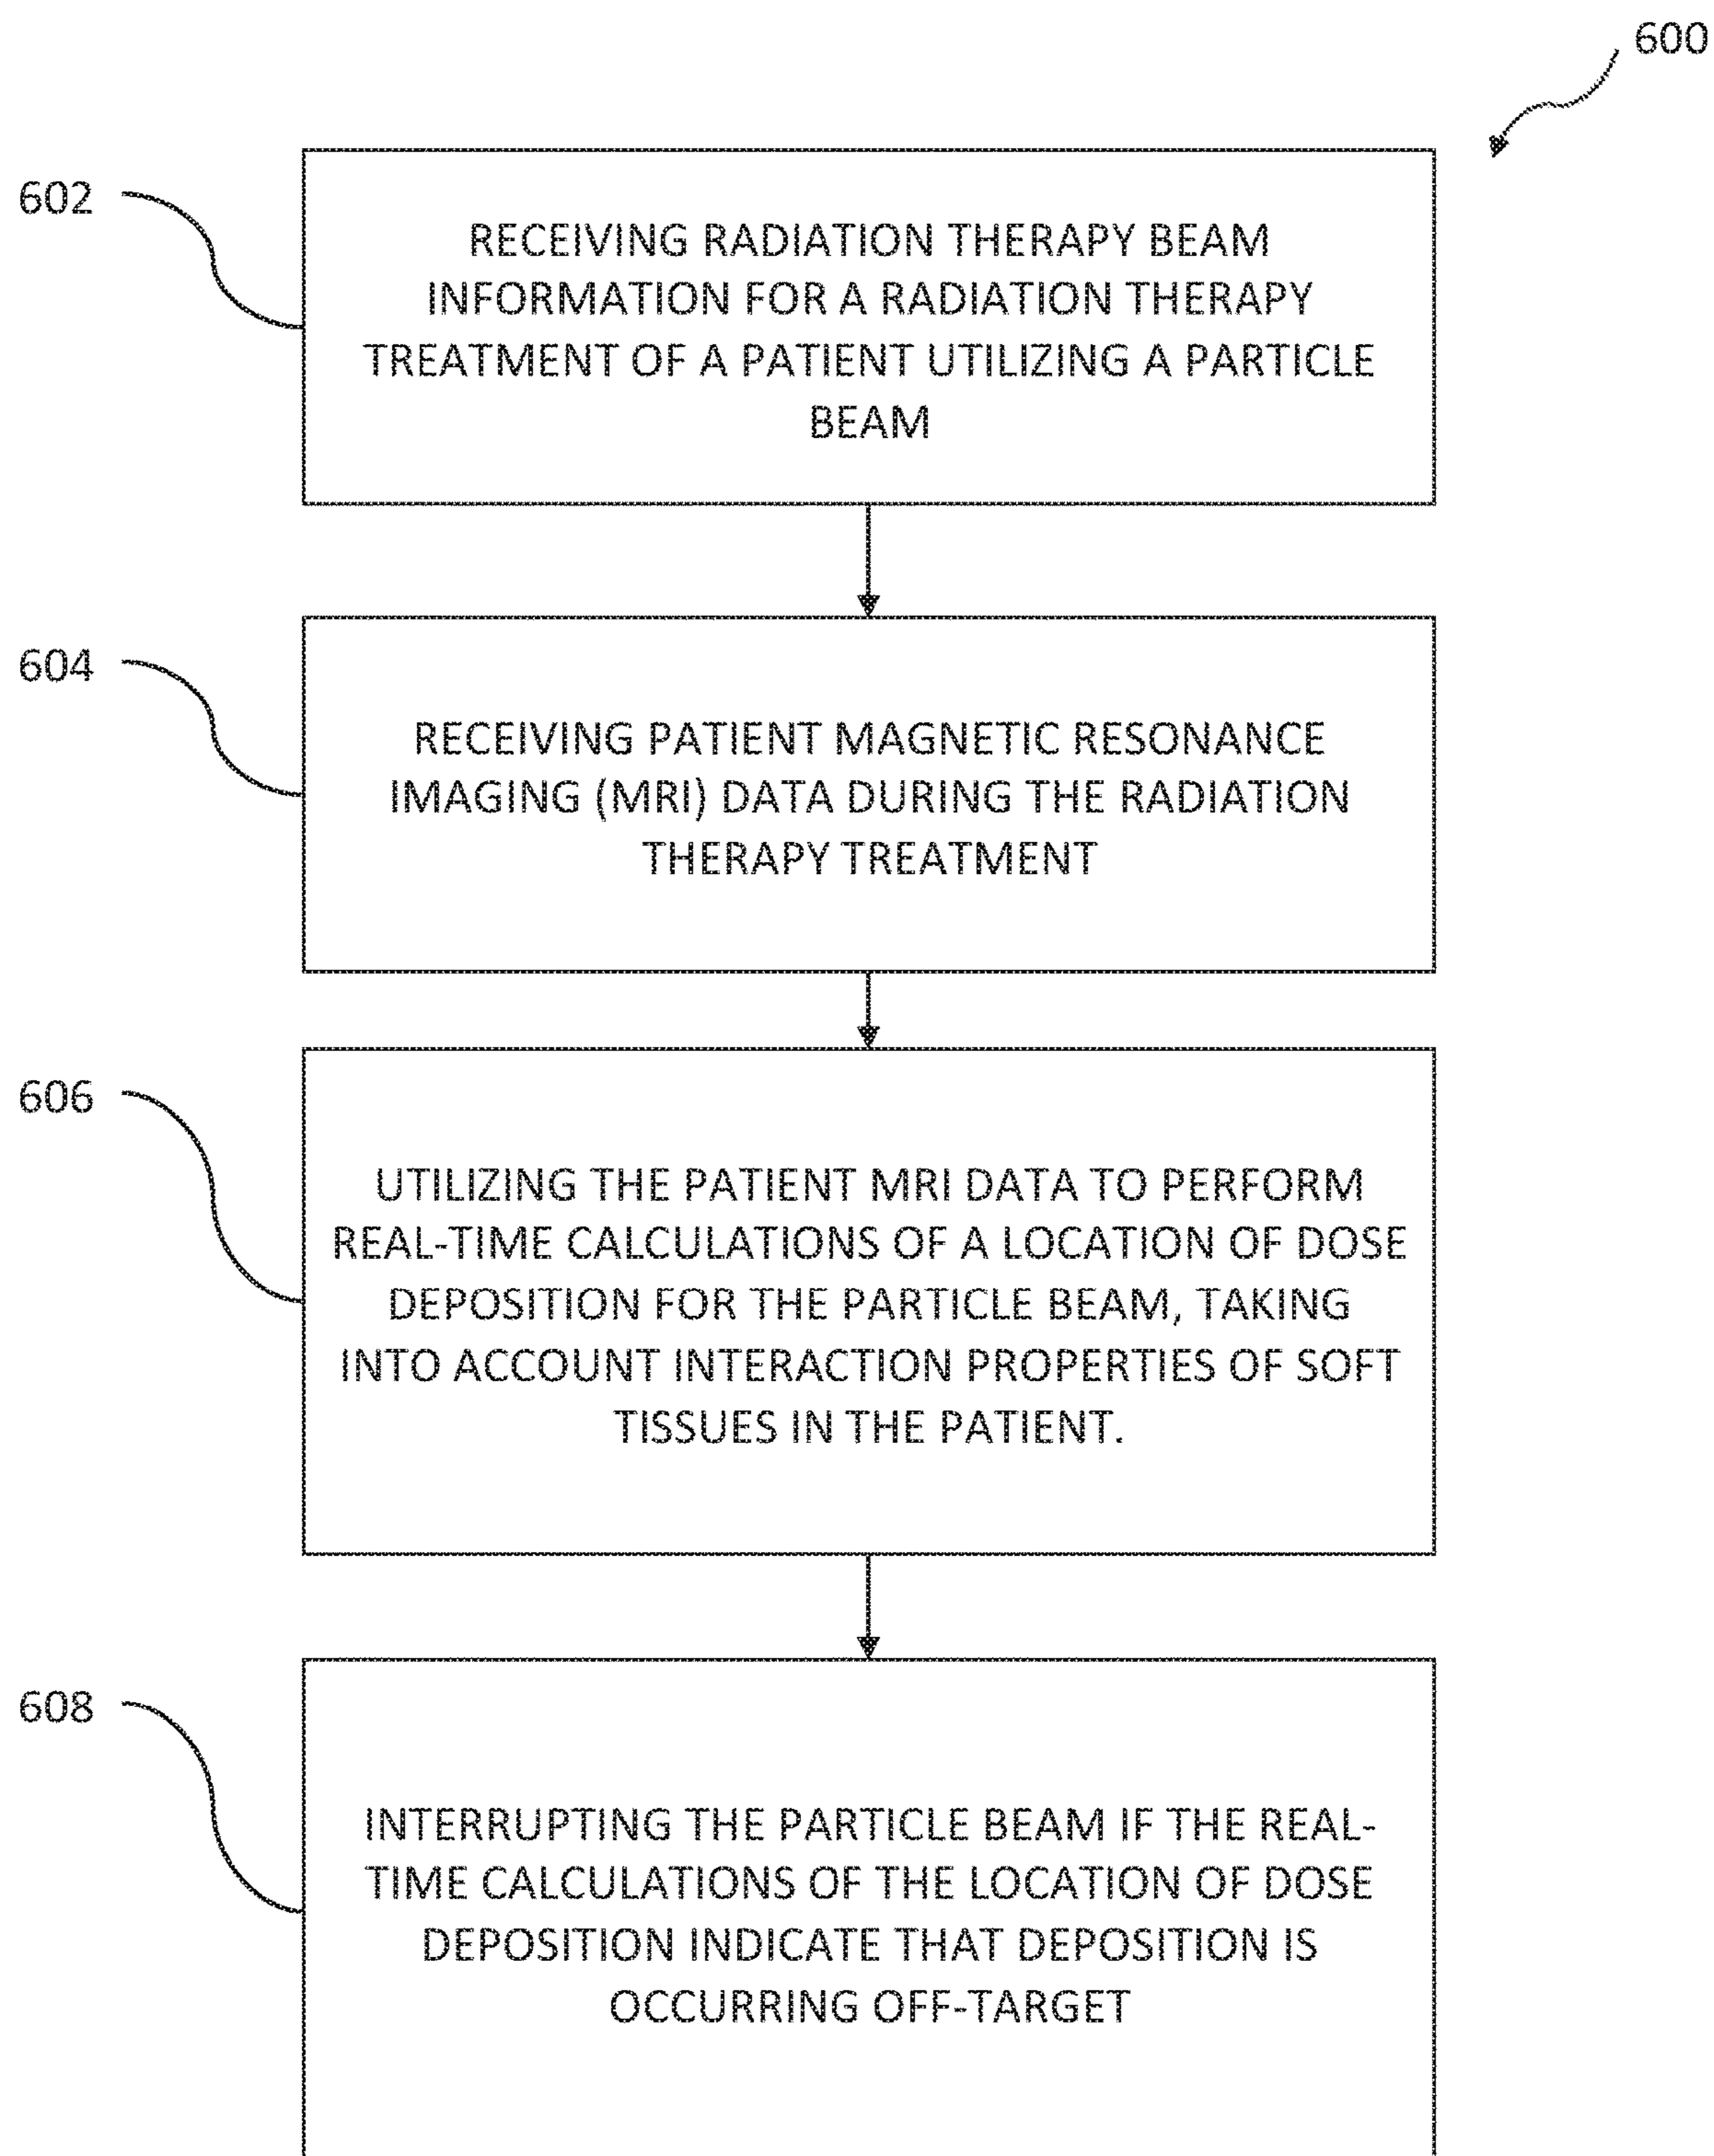 600
602
RECEIVING RADIATION THERAPY BEAM
INFORMATION FOR A RADIATION THERAPY
TREATMENT OF A PATIENT UTILIZING A PARTICLE
BEAM
604
RECEIVING PATIENT MAGNETIC RESONANCE
IMAGING (MRI) DATA DURING THE RADIATION
THERAPY TREATMENT
606
UTILIZING THE PATIENT MRI DATA TO PERFORM
REAL-TIME CALCULATIONS OF A LOCATION OF DOSE
DEPOSITION FOR THE PARTICLE BEAM, TAKING
INTO ACCOUNT INTERACTION PROPERTIES OF SOFT
TISSUES IN THE PATIENT.
608
INTERRUPTING THE PARTICLE BEAM IF THE REAL-
TIME CALCULATIONS OF THE LOCATION OF DOSE
DEPOSITION INDICATE THAT DEPOSITION IS
OCCURRING OFF-TARGET